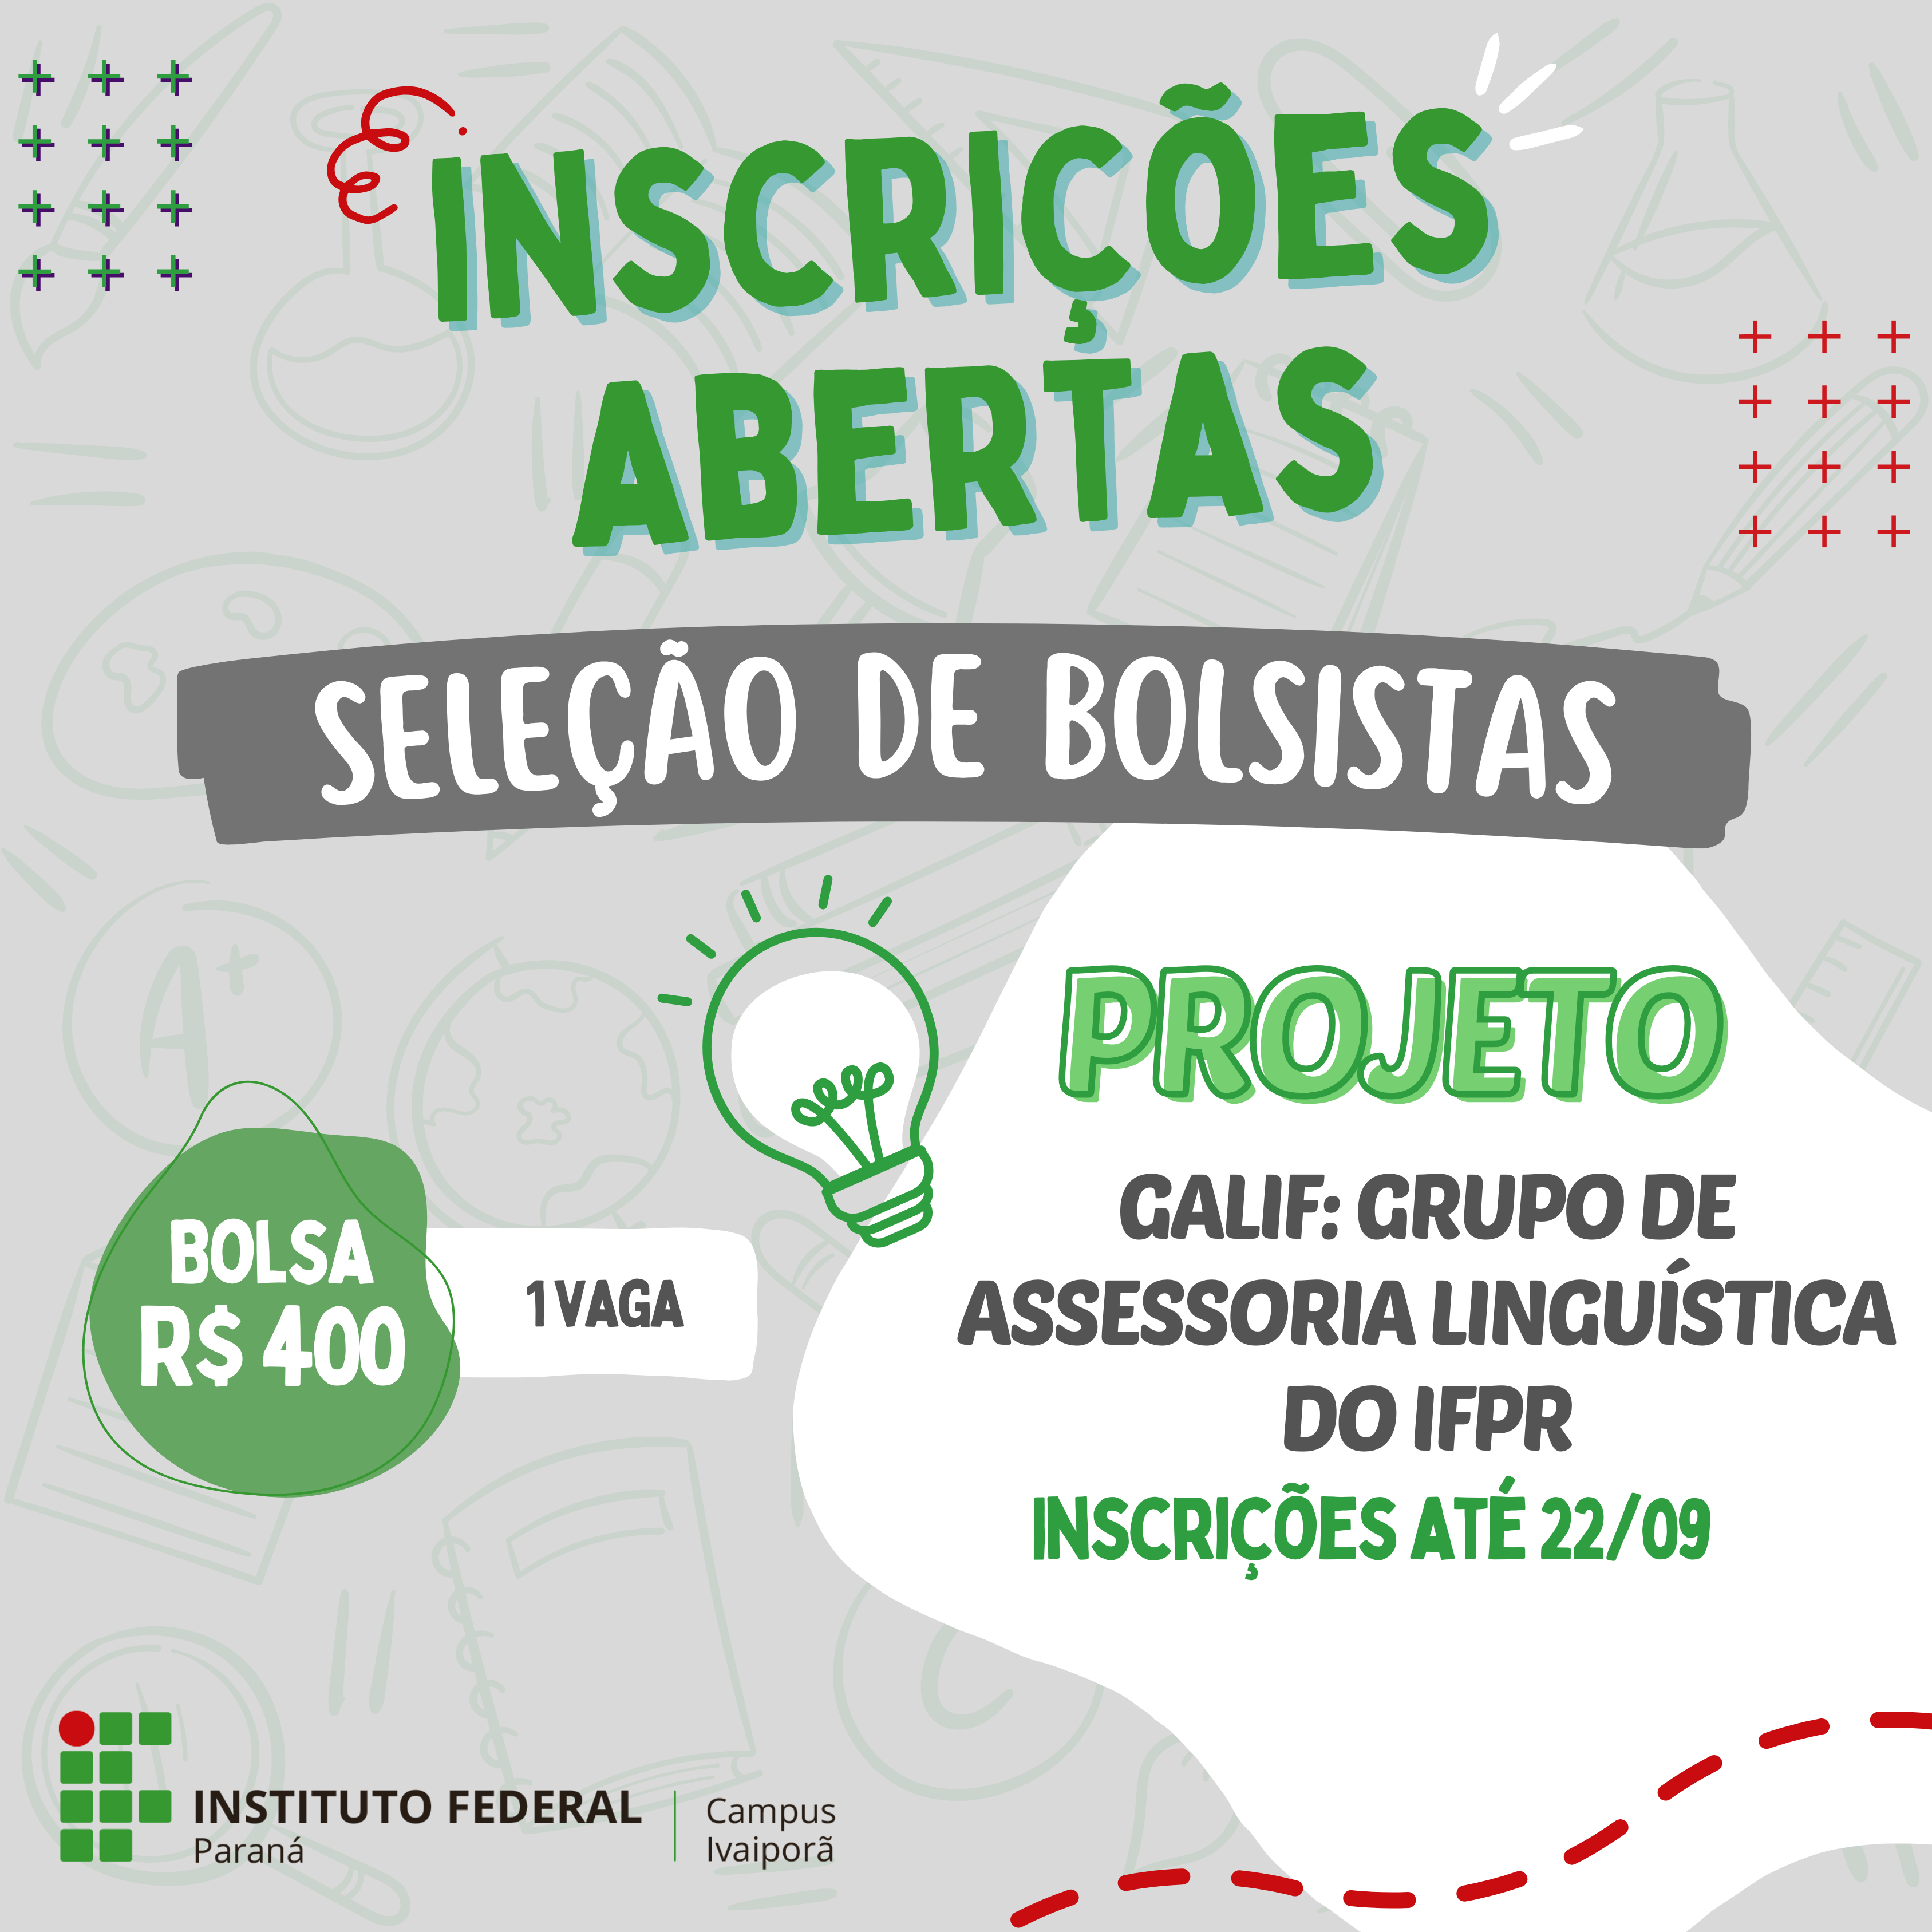 INSCRIÇÕES
ABERTAS
SELEÇÃO DE BOLSISTAS
A+
PROJETO
CALIF: GRUPO DE
ASSESSORIA LINGUÍSTICA
DO IFPR
INSCRIÇÕES ATÉ 22/09
BOLSA
R$ 400
1 VAGA
INSTITUTO FEDERAL
Paraná
Campus
Ivaiporã